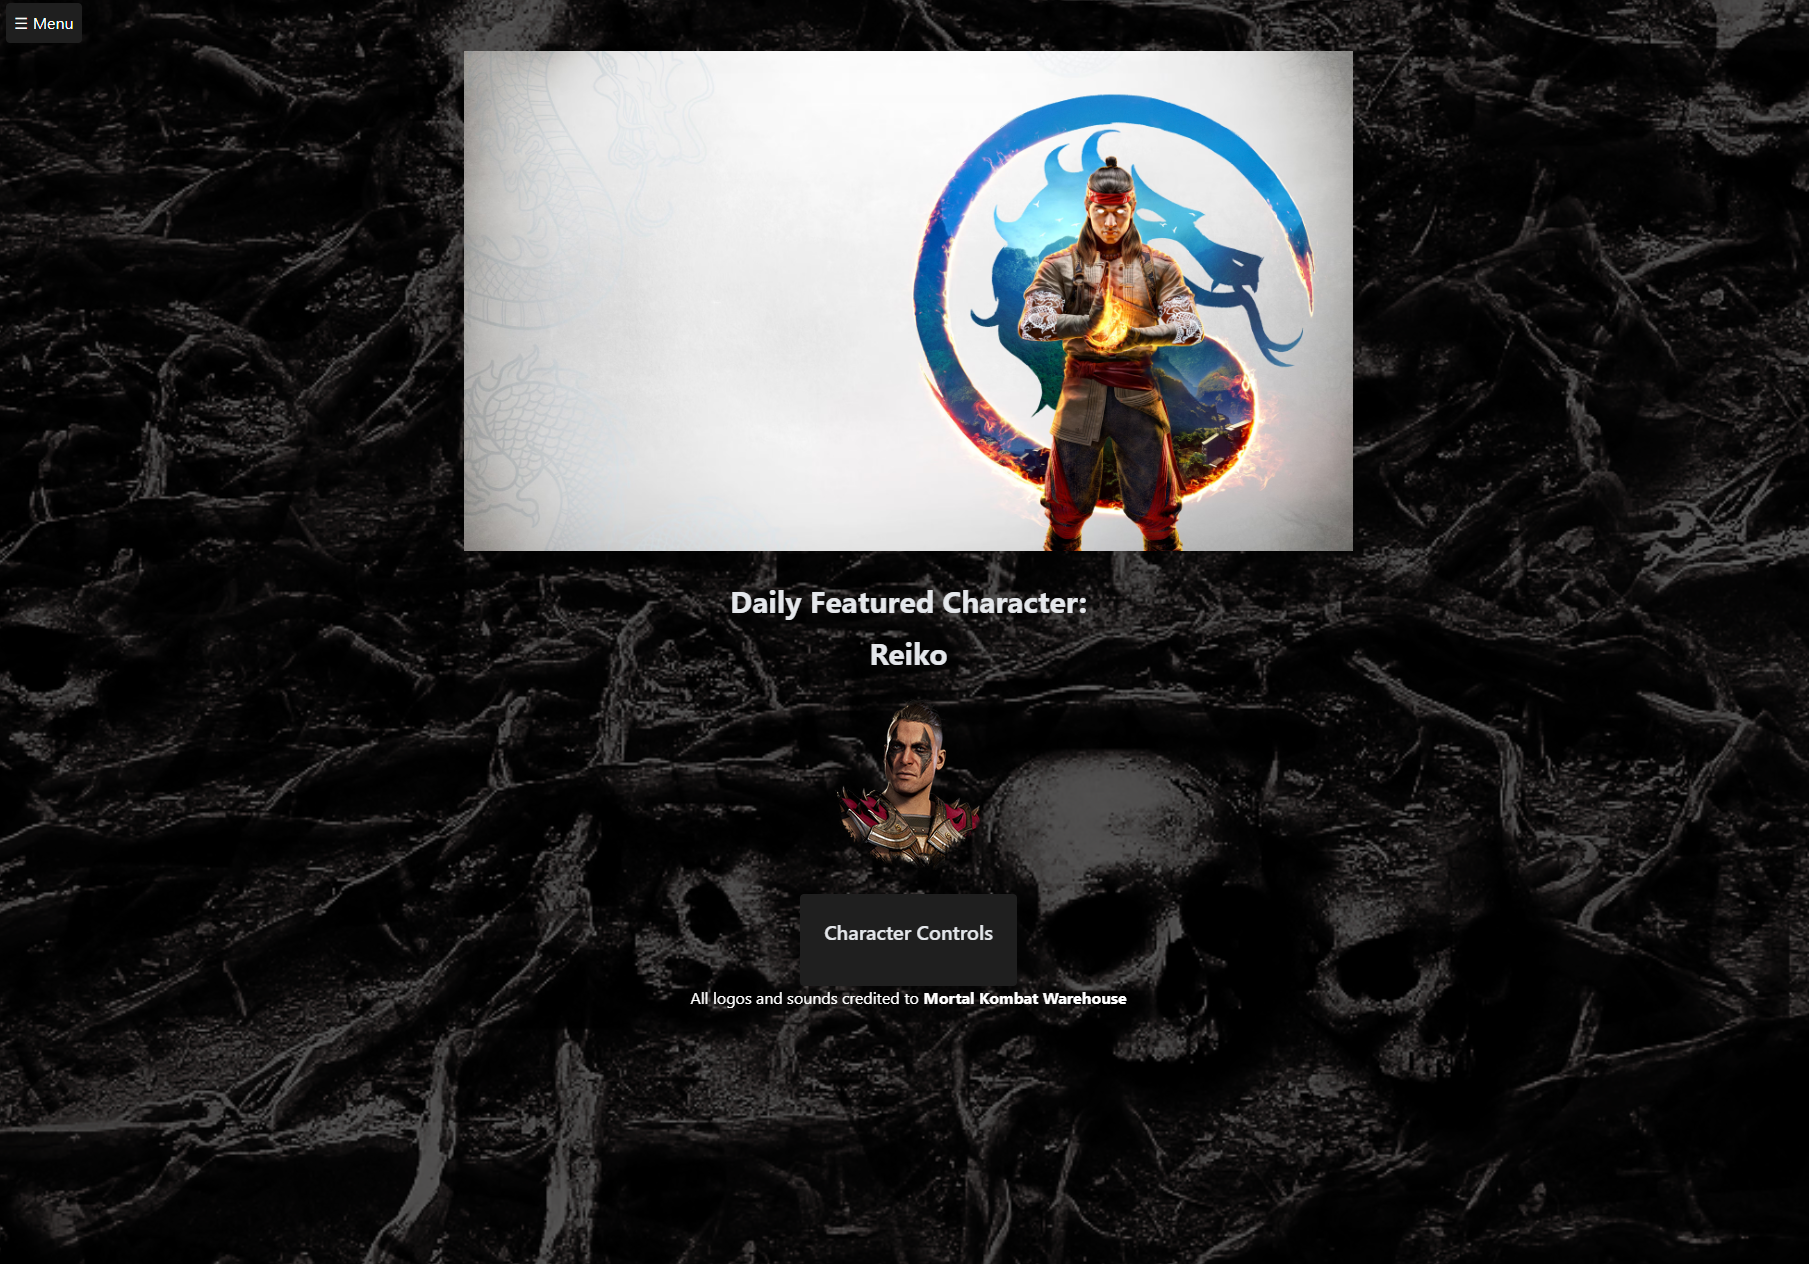 ☰ Menu
Daily Featured Character:
Reiko
Character Controls
All logos and sounds credited to Mortal Kombat Warehouse